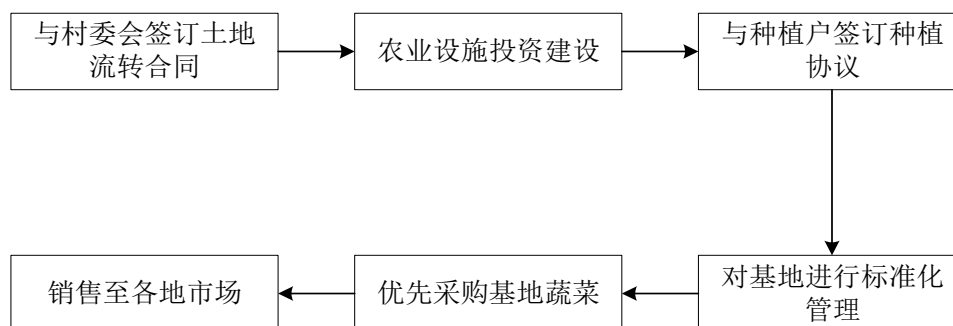 与村委会签订土地
流转合同
农业设施投资建设
与种植户签订种植
协议
对基地进行标准化
管理
优先采购基地蔬菜
销售至各地市场